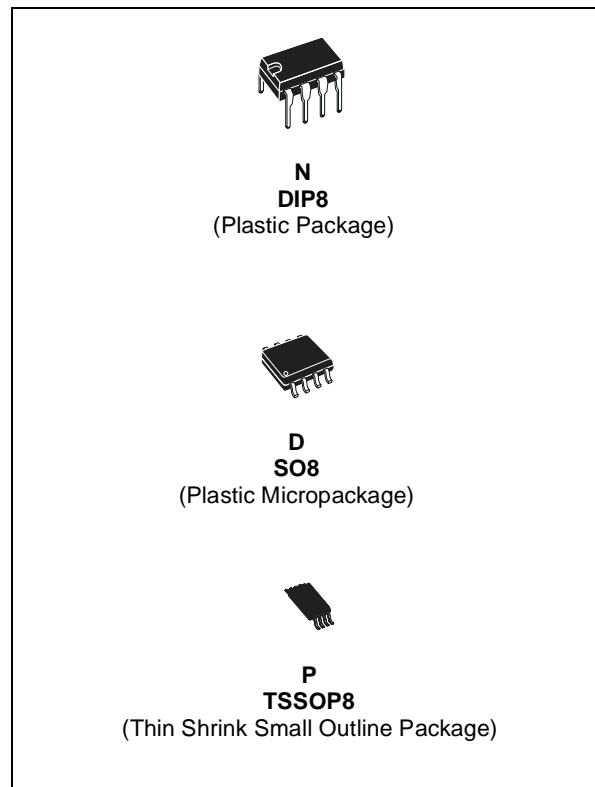 N
DIP8
(Plastic Package)
D
SO8
(Plastic Micropackage)
P
TSSOP8
(Thin Shrink Small Outline Package)